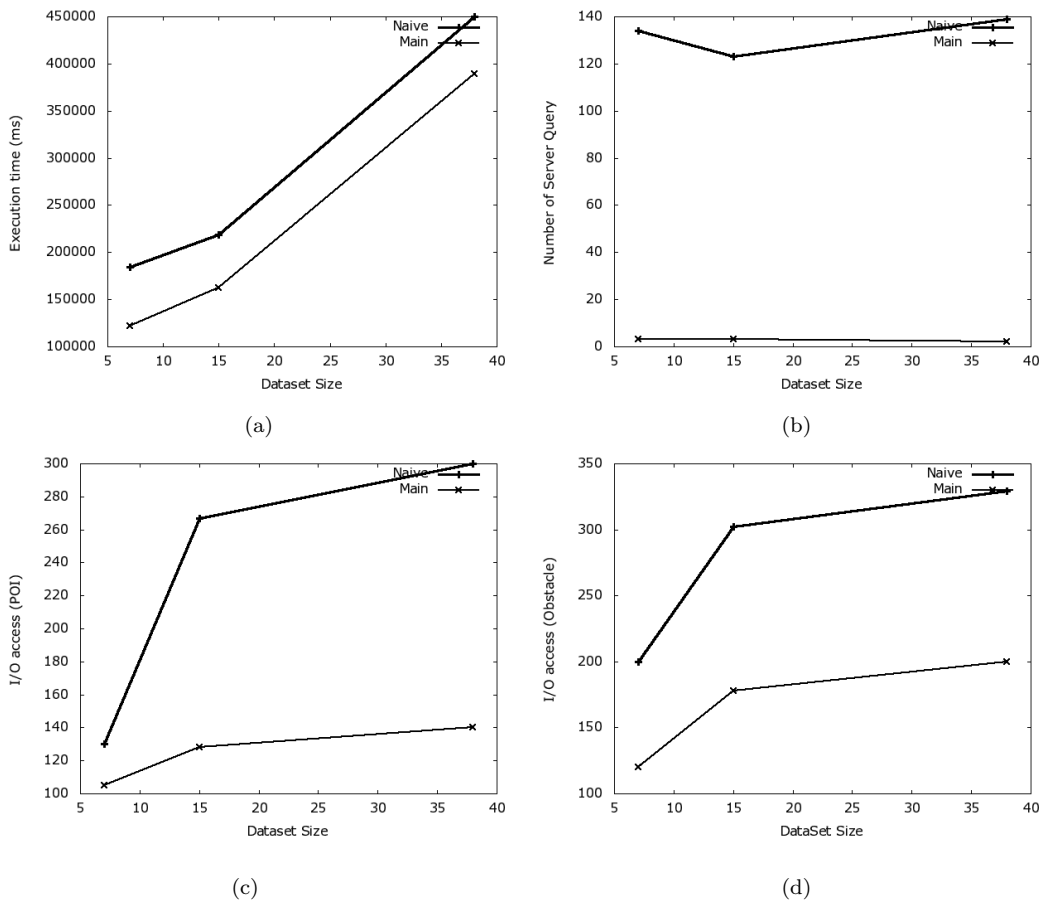 450000
400000
350000
300000
250000
200000
150000
100000
Execution time (ms)
Naive
Main
5 10 15 20 25 30 35 40
Dataset Size
(a)
140
120
100
80
60
40
20
0
Number of Server Query
Naive
Main
5 10 15 20 25 30 35 40
Dataset Size
(b)
300
280
260
240
220
200
180
160
140
120
100
I/O access (POI)
Naive
Main
5 10 15 20 25 30 35 40
Dataset Size
(c)
350
300
250
200
150
100
I/O access (Obstacle)
Naive
Main
5 10 15 20 25 30 35 40
DataSet Size
(d)